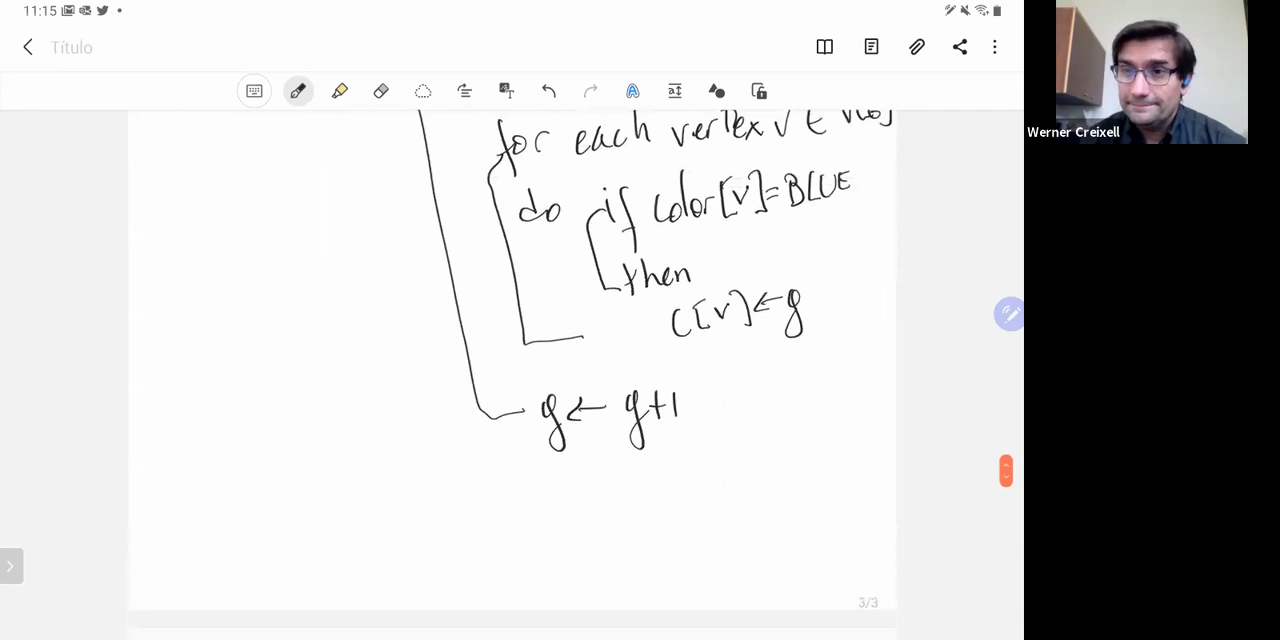 11:15
Título
for each vertex v ∈
do if color[v]=BLUE
then
C[v]←g
g← g+1
3/3
Werner Creixell